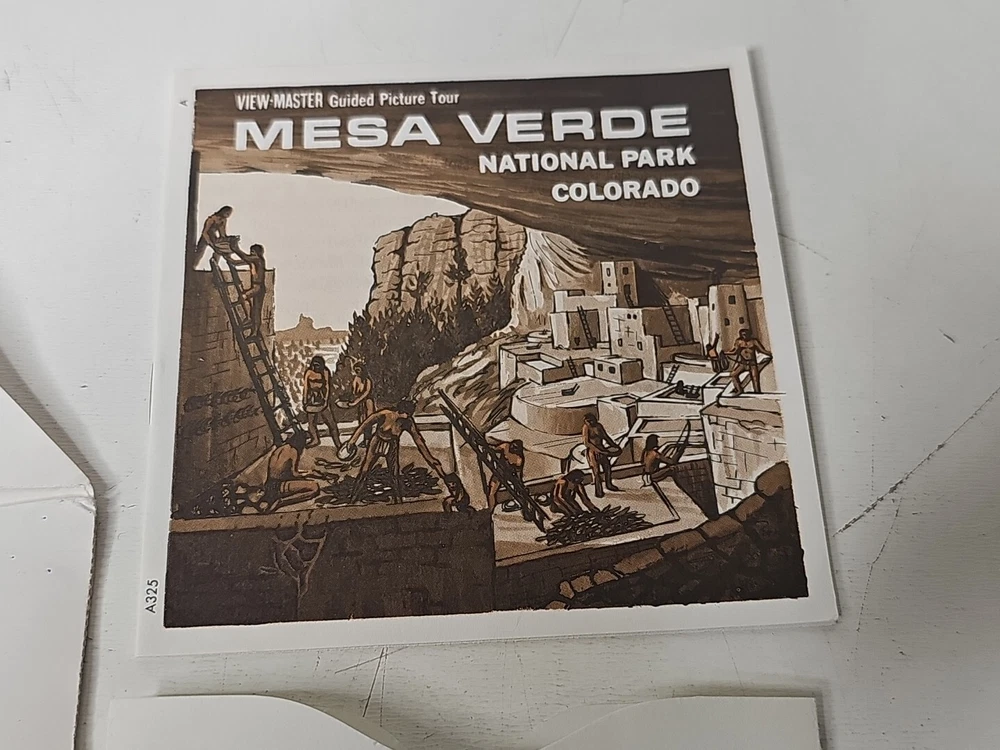 VIEW-MASTER Guided Picture Tour
MESA VERDE
NATIONAL PARK
COLORADO
A325